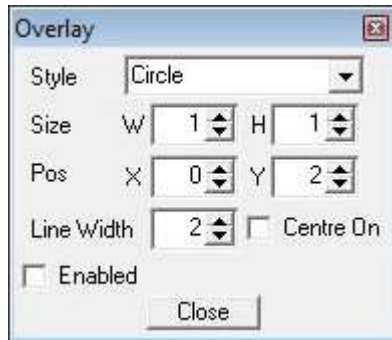 Overlay
Style Circle
Size W 1 H 1
Pos X 0 Y 2
Line Width 2 Centre On
Enabled
Close